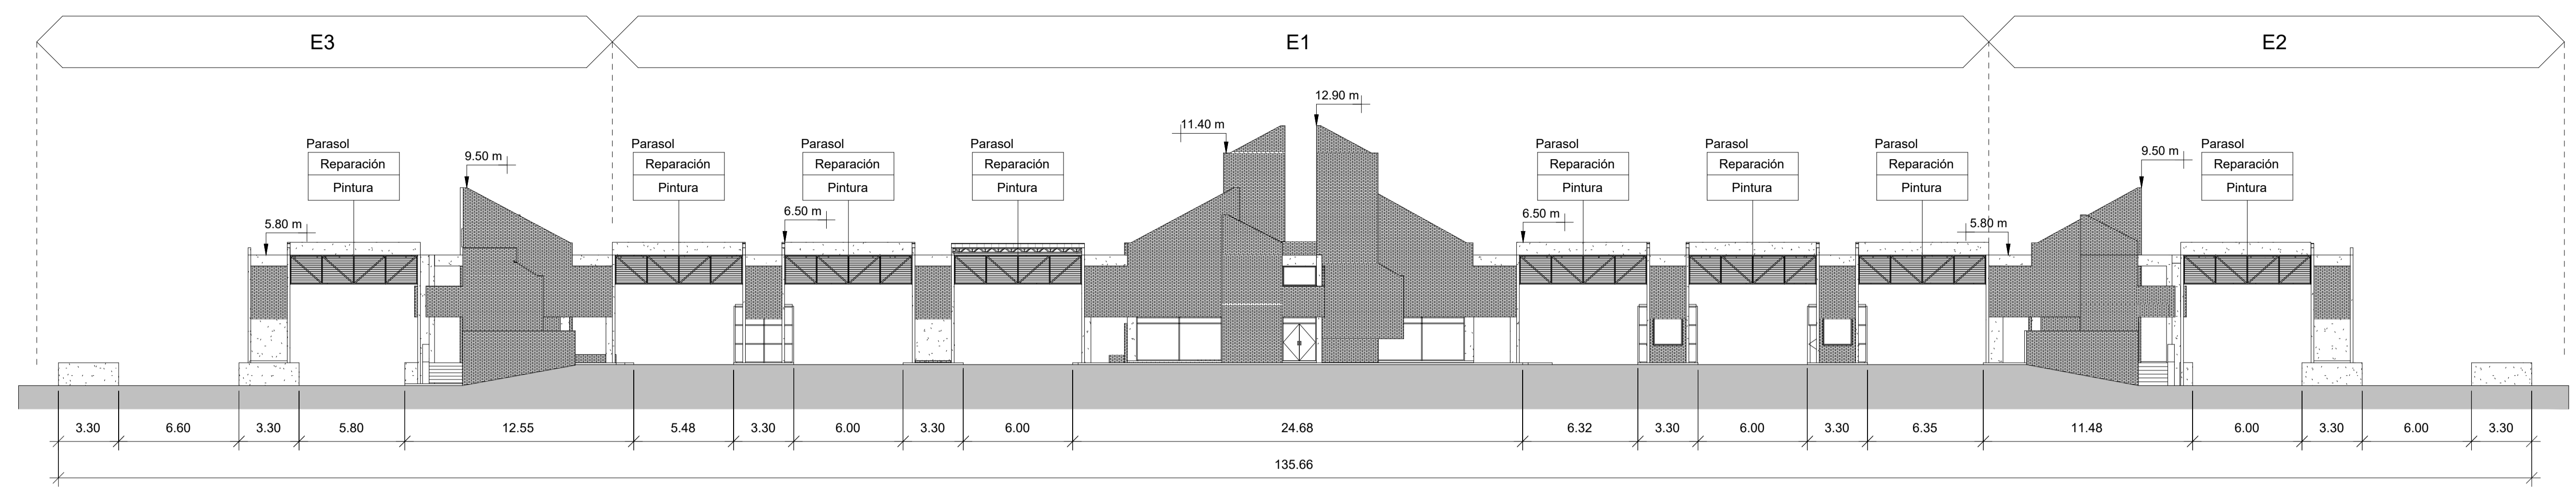 E3
E1
E2
12.90 m
11.40 m
Parasol
Reparación
Pintura
9.50 m
Parasol
Reparación
Pintura
Parasol
Reparación
Pintura
Parasol
Reparación
Pintura
Parasol
Reparación
Pintura
Parasol
Reparación
Pintura
Parasol
Reparación
Pintura
9.50 m
Parasol
Reparación
Pintura
5.80 m
6.50 m
6.50 m
5.80 m
3.30
6.60
3.30
5.80
12.55
5.48
3.30
6.00
3.30
6.00
24.68
6.32
3.30
6.00
3.30
6.35
11.48
6.00
3.30
6.00
3.30
135.66